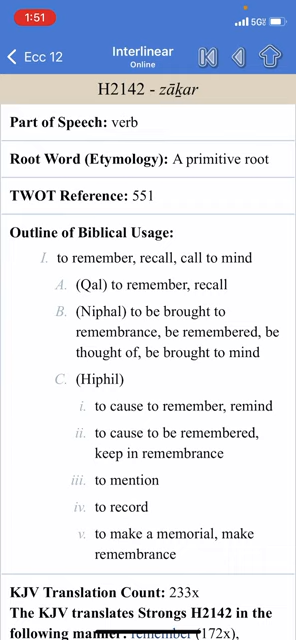 1:51
5G
Ecc 12
Interlinear
Online
H2142 - zāḵar
Part of Speech: verb
Root Word (Etymology): A primitive root
TWOT Reference: 551
Outline of Biblical Usage:
I. to remember, recall, call to mind
A. (Qal) to remember, recall
B. (Niphal) to be brought to
remembrance, be remembered, be
thought of, be brought to mind
C. (Hiphil)
i. to cause to remember, remind
ii. to cause to be remembered,
keep in remembrance
iii. to mention
iv. to record
v. to make a memorial, make
remembrance
KJV Translation Count: 233x
The KJV translates Strongs H2142 in the
following manner: remember (172x),